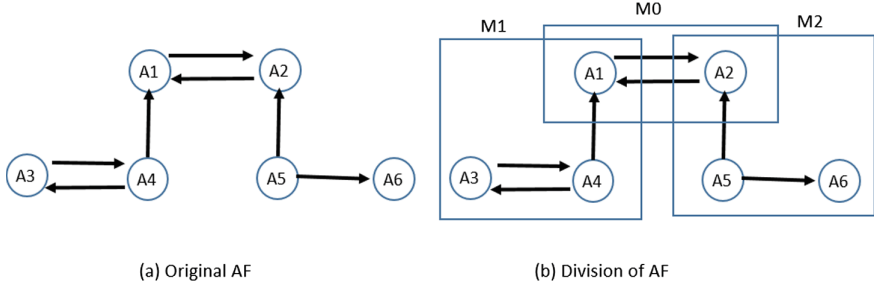 M0
M1
M2
A1
A2
A3
A4
A5
A6
A1
A2
A3
A4
A5
A6
(a) Original AF
(b) Division of AF